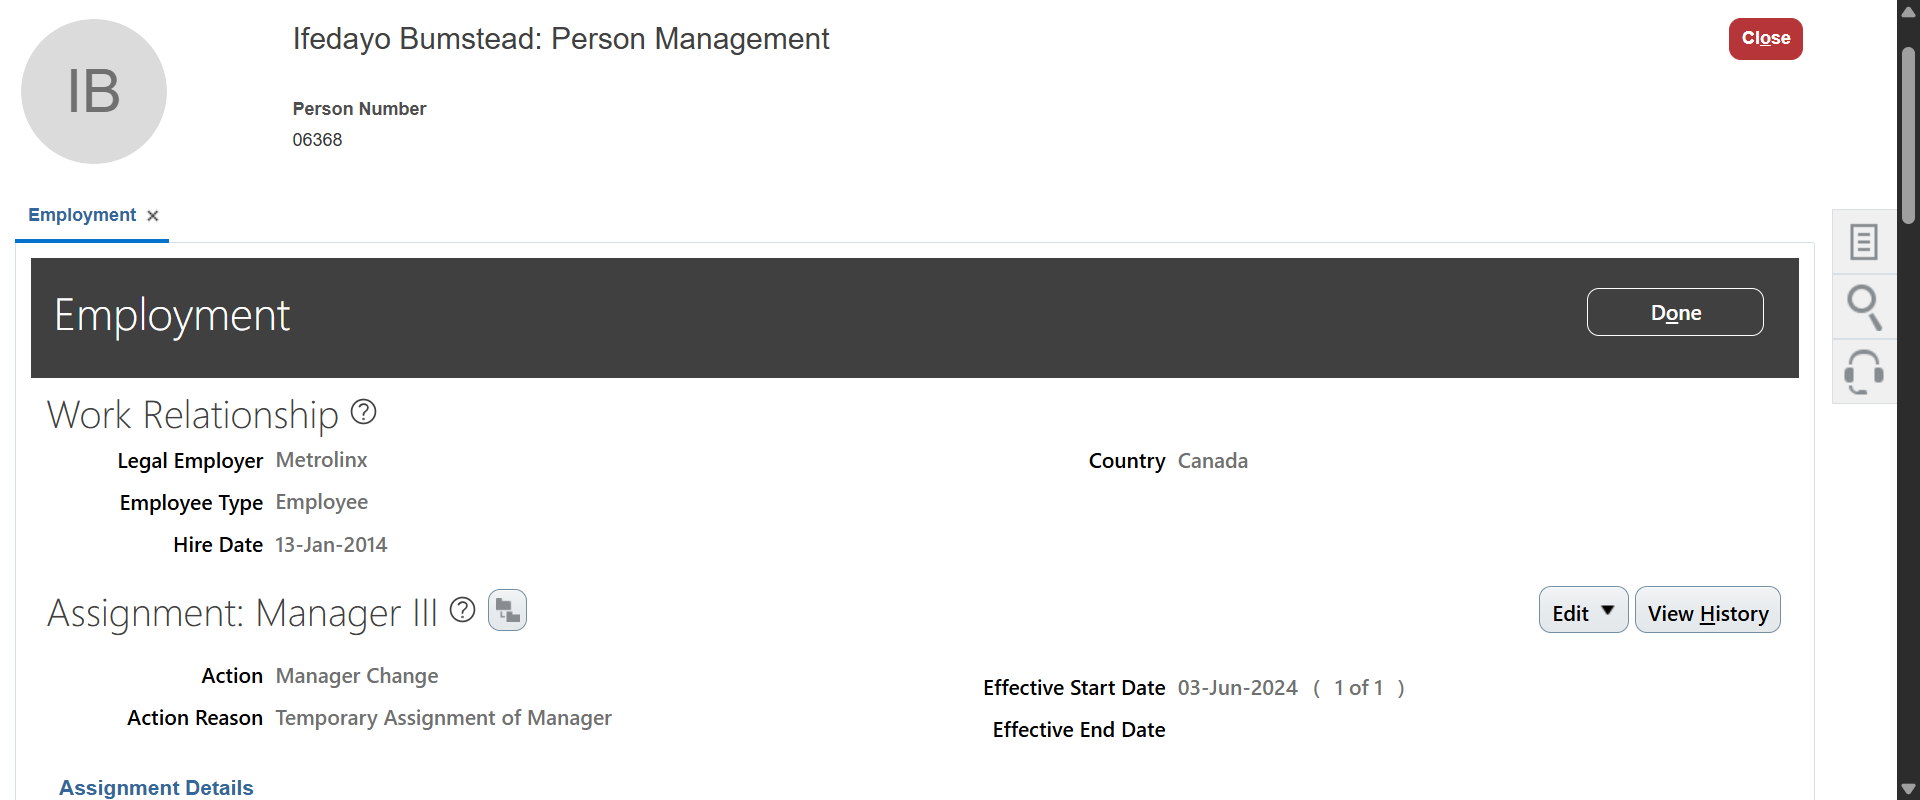 IB
Ifedayo Bumstead: Person Management
Close
Person Number
06368
Employment ×
Employment
Done
Work Relationship ?
Legal Employer Metrolinx
Country Canada
Employee Type Employee
Hire Date 13-Jan-2014
Assignment: Manager III ?
Edit
View History
Action Manager Change
Effective Start Date 03-Jun-2024 ( 1 of 1 )
Action Reason Temporary Assignment of Manager
Effective End Date
Assignment Details